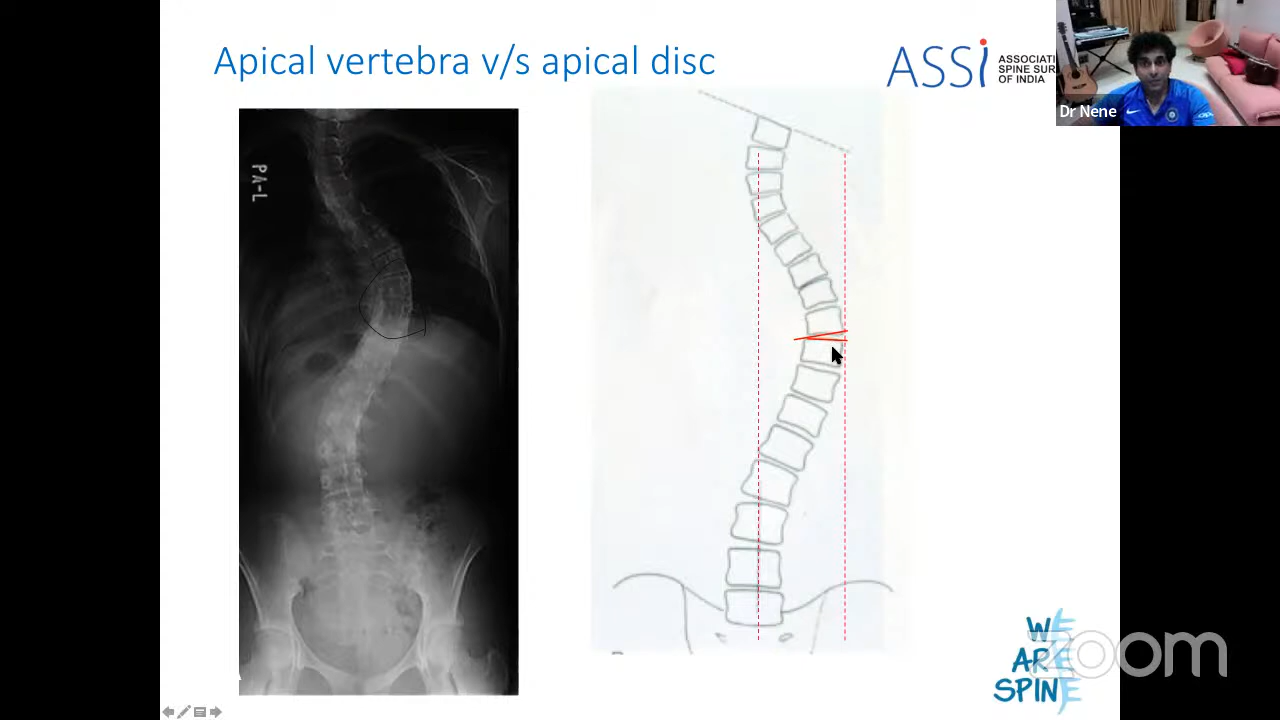 Apical vertebra v/s apical disc
ASSi
ASSOCIATI
SPINE SUR
OF INDIA
Dr Nene
PA-L
WE
ARE
SPINE
zoom